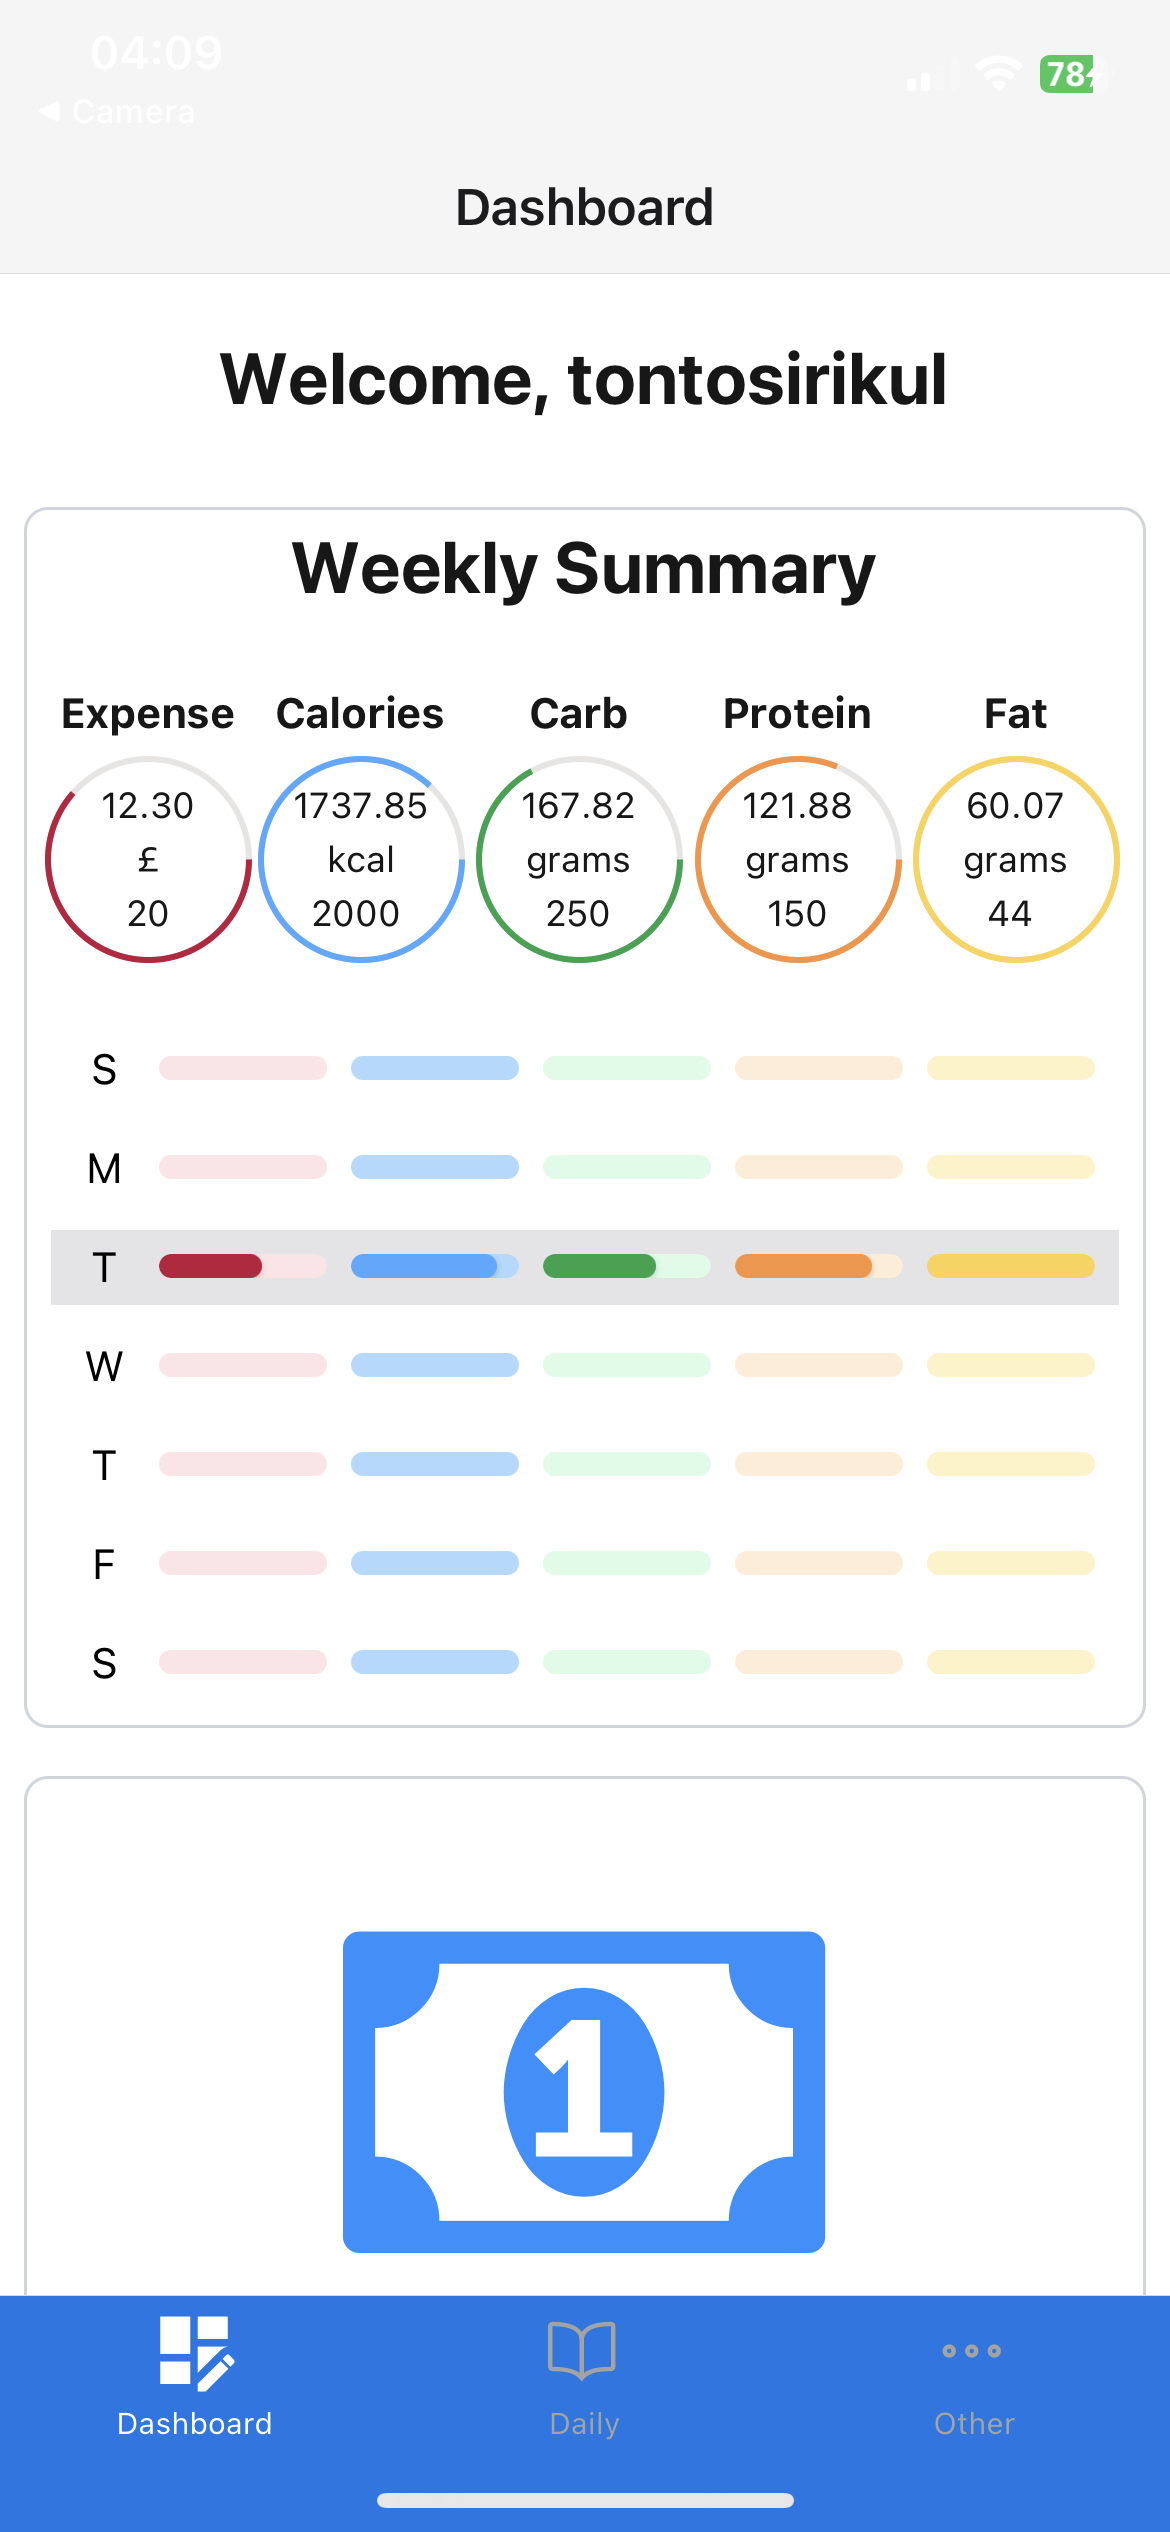 04:09
78
◀ Camera
Dashboard
Welcome, tontosirikul
Weekly Summary
Expense Calories Carb Protein Fat
12.30 1737.85 167.82 121.88 60.07
£ kcal grams grams grams
20 2000 250 150 44
S
M
T
W
T
F
S
1
Dashboard Daily Other